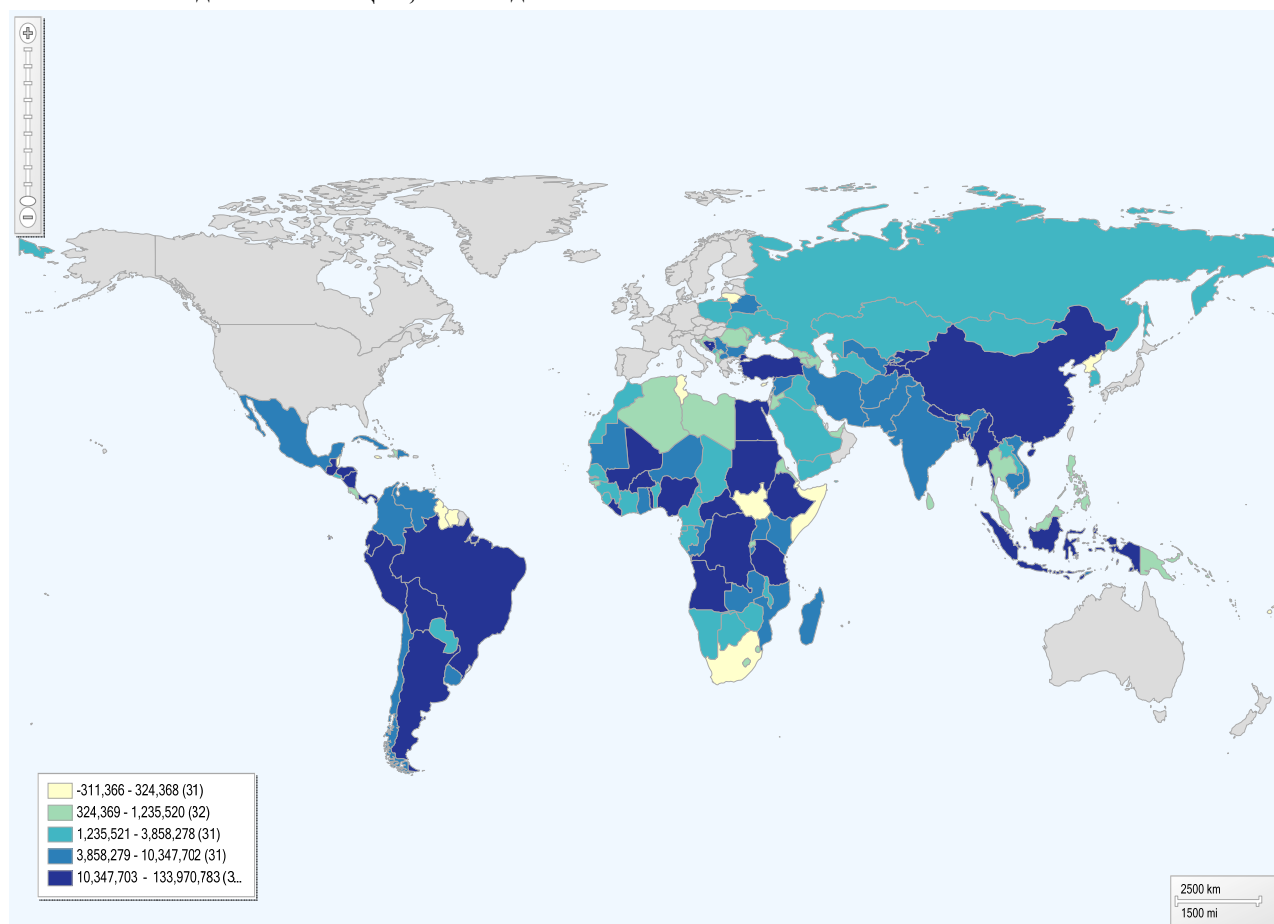 -311,366 - 324,368 (31)
324,369 - 1,235,520 (32)
1,235,521 - 3,858,278 (31)
3,858,279 - 10,347,702 (31)
10,347,703 - 133,970,783 (3...
2500 km
1500 mi